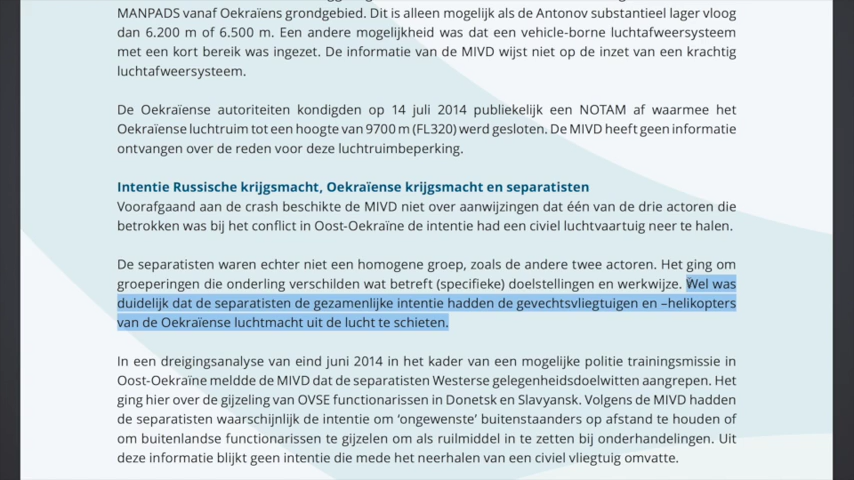 MANPADS vanaf Oekraïens grondgebied. Dit is alleen mogelijk als de Antonov substantieel lager vloog
dan 6.200 m of 6.500 m. Een andere mogelijkheid was dat een vehicle-borne luchtafweersysteem
met een kort bereik was ingezet. De informatie van de MIVD wijst niet op de inzet van een krachtig
luchtafweersysteem.
De Oekraïense autoriteiten kondigden op 14 juli 2014 publiekelijk een NOTAM af waarmee het
Oekraïense luchtruim tot een hoogte van 9700 m (FL320) werd gesloten. De MIVD heeft geen informatie
ontvangen over de reden voor deze luchtruimbeperking.
Intentie Russische krijgsmacht, Oekraïense krijgsmacht en separatisten
Voorafgaand aan de crash beschikte de MIVD niet over aanwijzingen dat één van de drie actoren die
betrokken was bij het conflict in Oost-Oekraïne de intentie had een civiel luchtvaartuig neer te halen.
De separatisten waren echter niet een homogene groep, zoals de andere twee actoren. Het ging om
groeperingen die onderling verschilden wat betreft (specifieke) doelstellingen en werkwijze. Wel was
duidelijk dat de separatisten de gezamenlijke intentie hadden de gevechtsvliegtuigen en –helikopters
van de Oekraïense luchtmacht uit de lucht te schieten.
In een dreigingsanalyse van eind juni 2014 in het kader van een mogelijke politie trainingsmissie in
Oost-Oekraïne meldde de MIVD dat de separatisten Westerse gelegenheidsdoelwitten aangrepen. Het
ging hier over de gijzeling van OVSE functionarissen in Donetsk en Slavyansk. Volgens de MIVD hadden
de separatisten waarschijnlijk de intentie om ‘ongewenste’ buitenstaanders op afstand te houden of
om buitenlandse functionarissen te gijzelen om als ruilmiddel in te zetten bij onderhandelingen. Uit
deze informatie blijkt geen intentie die mede het neerhalen van een civiel vliegtuig omvatte.